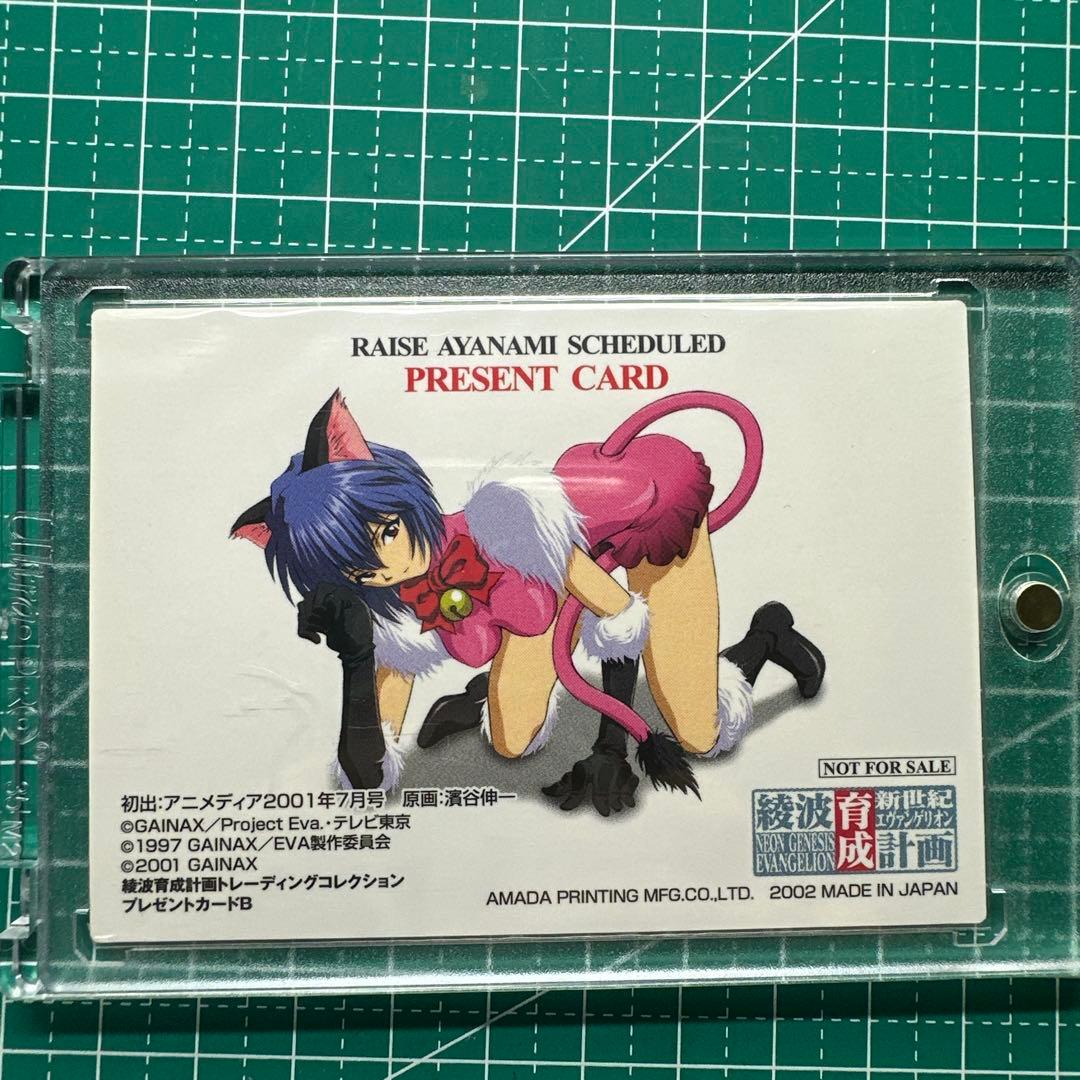 RAISE AYANAMI SCHEDULED
PRESENT CARD
NOT FOR SALE
初出:アニメディア2001年7月号 原画:濱谷伸一
©GAINAX／Project Eva.・テレビ東京
©1997 GAINAX／EVA製作委員会
©2001 GAINAX
綾波育成計画トレーディングコレクション
プレゼントカードB
綾波育成計画
新世紀
エヴァンゲリオン
NEON GENESIS
EVANGELION
AMADA PRINTING MFG.CO.,LTD. 2002 MADE IN JAPAN